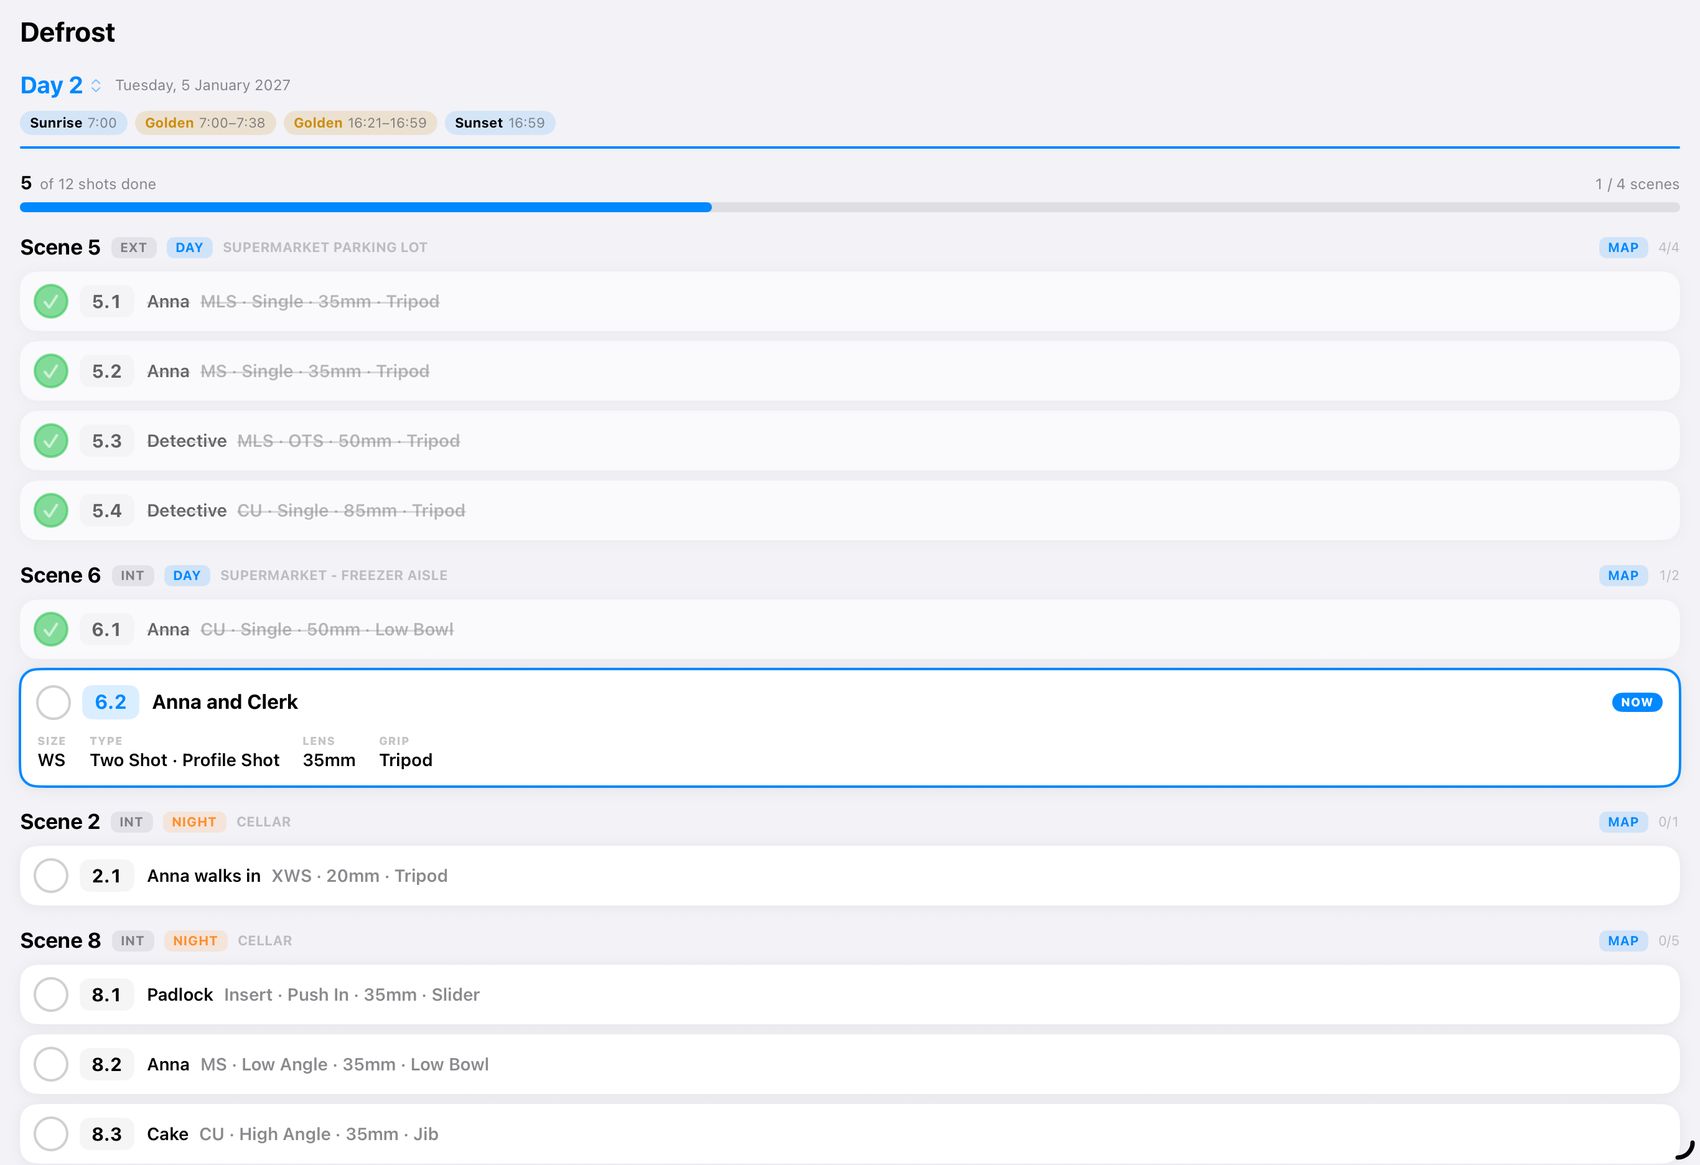 Defrost
Day 2 Tuesday, 5 January 2027
Sunrise 7:00 Golden 7:00–7:38 Golden 16:21–16:59 Sunset 16:59
5 of 12 shots done 1 / 4 scenes
Scene 5 EXT DAY SUPERMARKET PARKING LOT MAP 4/4
5.1 Anna MLS · Single · 35mm · Tripod
5.2 Anna MS · Single · 35mm · Tripod
5.3 Detective MLS · OTS · 50mm · Tripod
5.4 Detective CU · Single · 85mm · Tripod
Scene 6 INT DAY SUPERMARKET - FREEZER AISLE MAP 1/2
6.1 Anna CU · Single · 50mm · Low Bowl
6.2 Anna and Clerk NOW
SIZE TYPE LENS GRIP
WS Two Shot · Profile Shot 35mm Tripod
Scene 2 INT NIGHT CELLAR MAP 0/1
2.1 Anna walks in XWS · 20mm · Tripod
Scene 8 INT NIGHT CELLAR MAP 0/5
8.1 Padlock Insert · Push In · 35mm · Slider
8.2 Anna MS · Low Angle · 35mm · Low Bowl
8.3 Cake CU · High Angle · 35mm · Jib